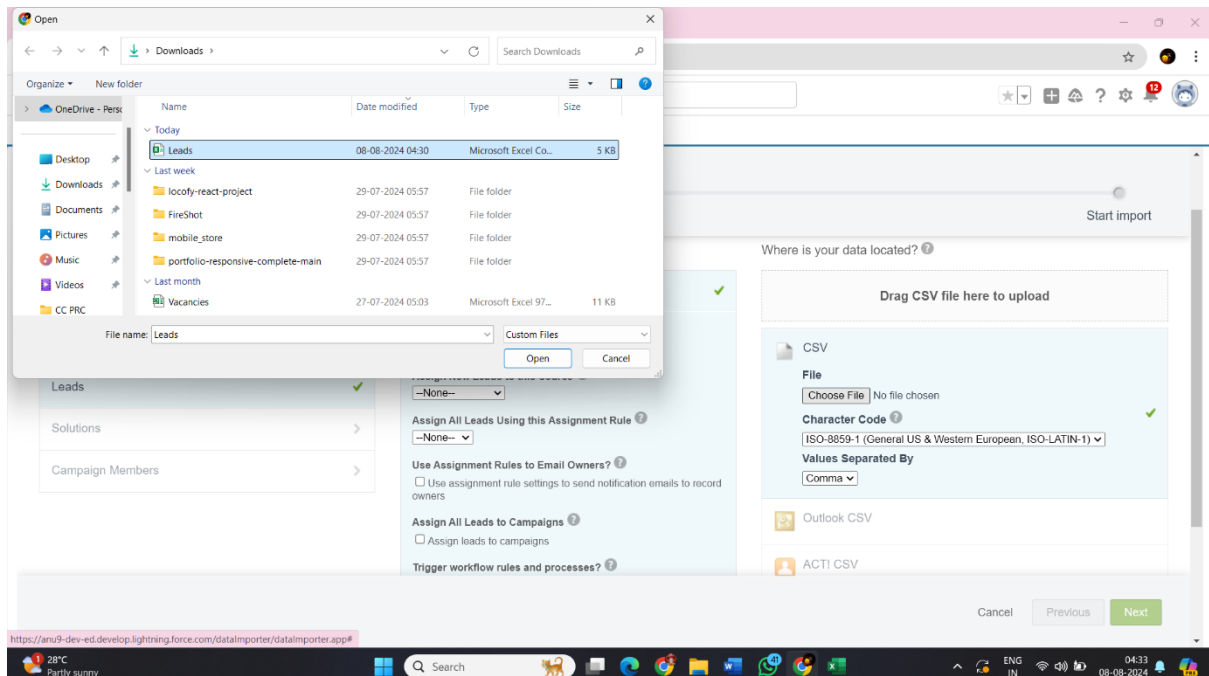 Open
Downloads
Search Downloads
Organize New folder
OneDrive - Perso
Name Date modified Type Size
Today
Leads 08-08-2024 04:30 Microsoft Excel Co... 5 KB
Last week
locofy-react-project 29-07-2024 05:57 File folder
FireShot 29-07-2024 05:57 File folder
mobile_store 29-07-2024 05:57 File folder
portfolio-responsive-complete-main 29-07-2024 05:57 File folder
Last month
Vacancies 27-07-2024 05:03 Microsoft Excel 97... 11 KB
Desktop
Downloads
Documents
Pictures
Music
Videos
CC PRC
File name: Leads Custom Files
Open Cancel
12
Start import
Leads
Solutions
Campaign Members
Assign New Leads to this Source
--None--
Assign All Leads Using this Assignment Rule
--None--
Use Assignment Rules to Email Owners?
Use assignment rule settings to send notification emails to record
owners
Assign All Leads to Campaigns
Assign leads to campaigns
Trigger workflow rules and processes?
Where is your data located?
Drag CSV file here to upload
CSV
File
Choose File No file chosen
Character Code
ISO-8859-1 (General US & Western European, ISO-LATIN-1)
Values Separated By
Comma
Outlook CSV
ACT! CSV
Cancel Previous Next
https://anu9-dev-ed.develop.lightning.force.com/dataImporter/dataImporter.app#
1
28°C
Partly sunny
Search
41
ENG
IN
04:33
08-08-2024